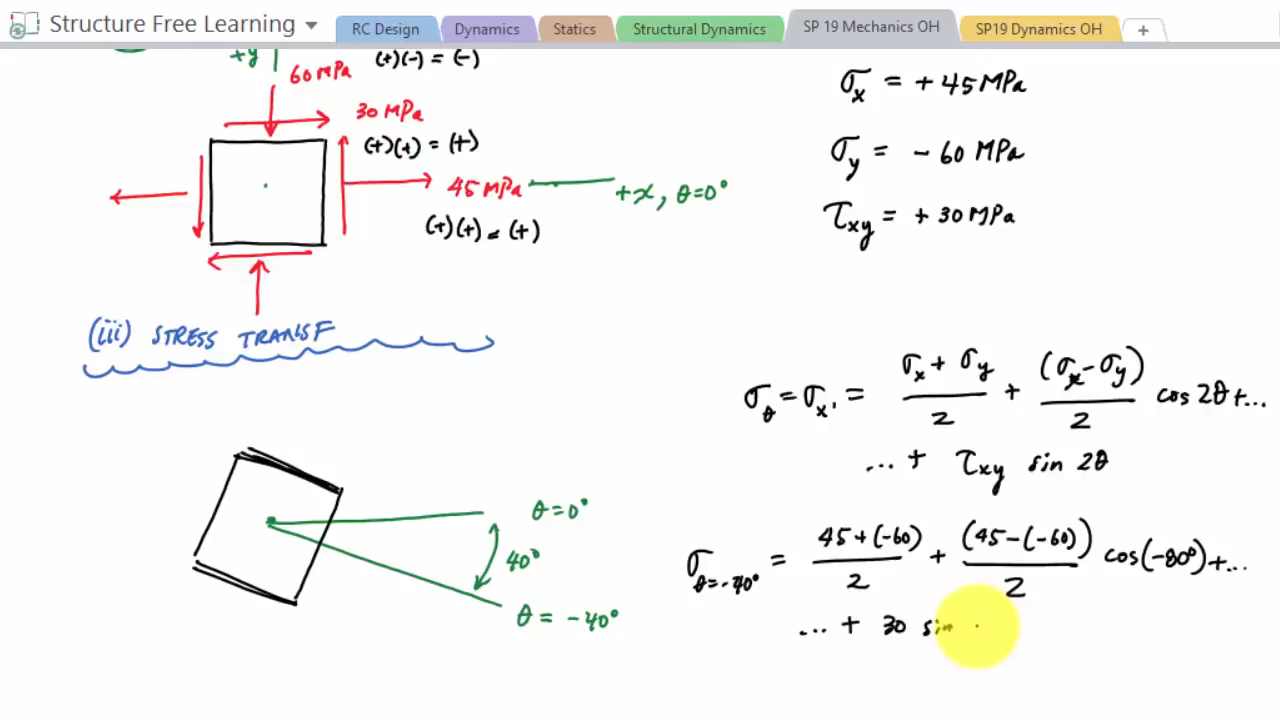 Structure Free Learning
RC Design
Dynamics
Statics
Structural Dynamics
SP 19 Mechanics OH
SP19 Dynamics OH
+
+y
(+)(-) = (-)
60 MPa
30 MPa
(+)(+) = (+)
45 MPa
+x, θ=0°
(+)(+) = (+)
σx = +45 MPa
σy = - 60 MPa
τxy = + 30 MPa
(iii) STRESS TRANSF
σθ = σx' = (σx + σy)/2 + (σx - σy)/2 cos 2θ + ...
... + τxy sin 2θ
θ = 0°
40°
θ = -40°
σθ=-40° = 45+(-60)/2 + (45-(-60))/2 cos(-80°) + ...
... + 30 sin